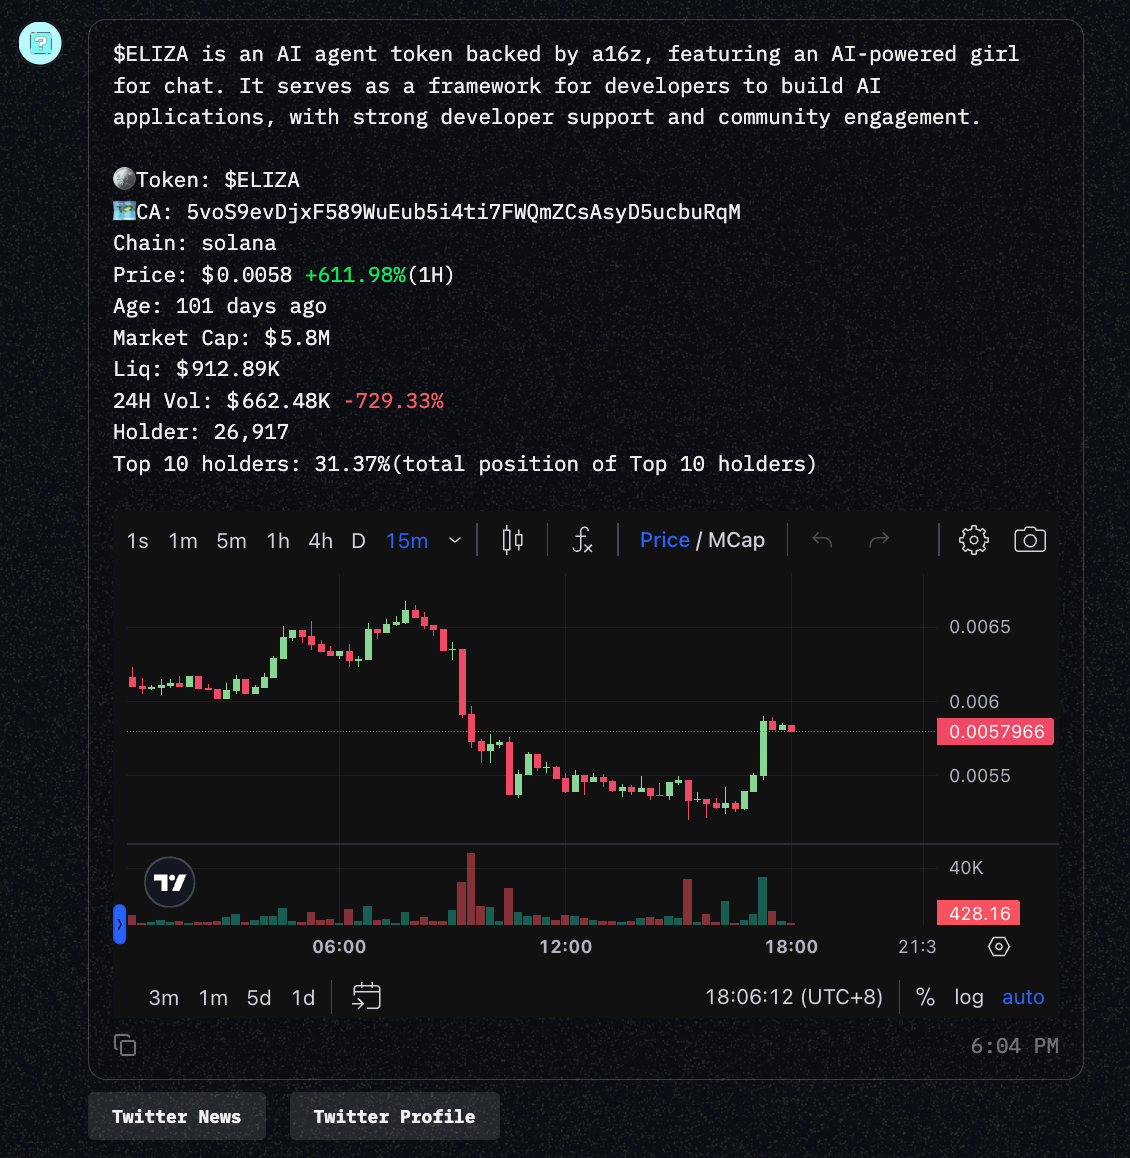 $ELIZA is an AI agent token backed by a16z, featuring an AI-powered girl
for chat. It serves as a framework for developers to build AI
applications, with strong developer support and community engagement.
Token: $ELIZA
CA: 5voS9evDjxF589WuEub5i4ti7FWQmZCsAsyD5ucbuRqM
Chain: solana
Price: $0.0058 +611.98%(1H)
Age: 101 days ago
Market Cap: $5.8M
Liq: $912.89K
24H Vol: $662.48K -729.33%
Holder: 26,917
Top 10 holders: 31.37%(total position of Top 10 holders)
1s 1m 5m 1h 4h D 15m Price / MCap
0.0065
0.006
0.0057966
0.0055
40K
428.16
06:00 12:00 18:00 21:3
3m 1m 5d 1d 18:06:12 (UTC+8) % log auto
6:04 PM
Twitter News Twitter Profile